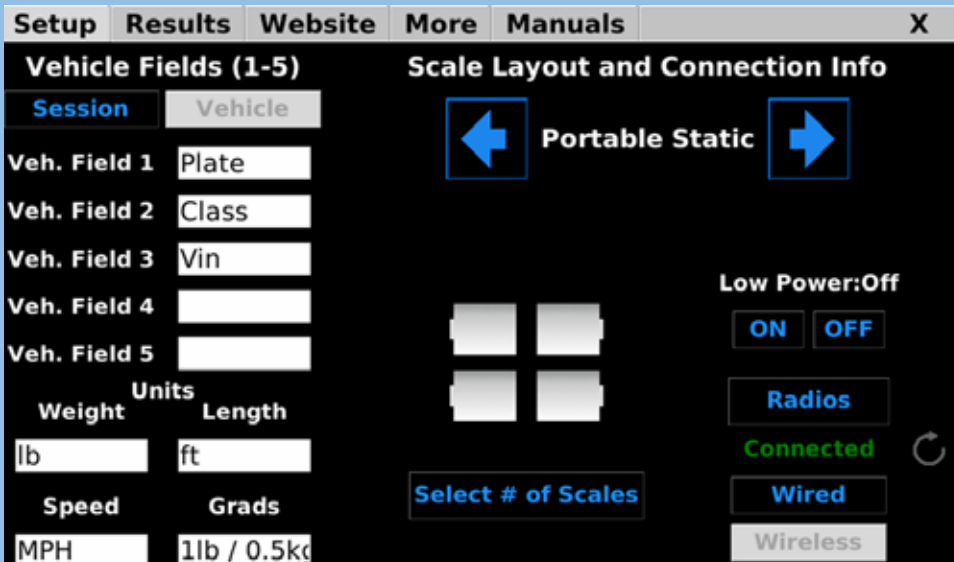 Setup Results Website More Manuals X
Vehicle Fields (1-5)
Session Vehicle
Veh. Field 1 Plate
Veh. Field 2 Class
Veh. Field 3 Vin
Veh. Field 4
Veh. Field 5
Units
Weight Length
lb ft
Speed Grads
MPH 1lb / 0.5kg
Scale Layout and Connection Info
Portable Static
Select # of Scales
Low Power:Off
ON OFF
Radios
Connected
Wired
Wireless